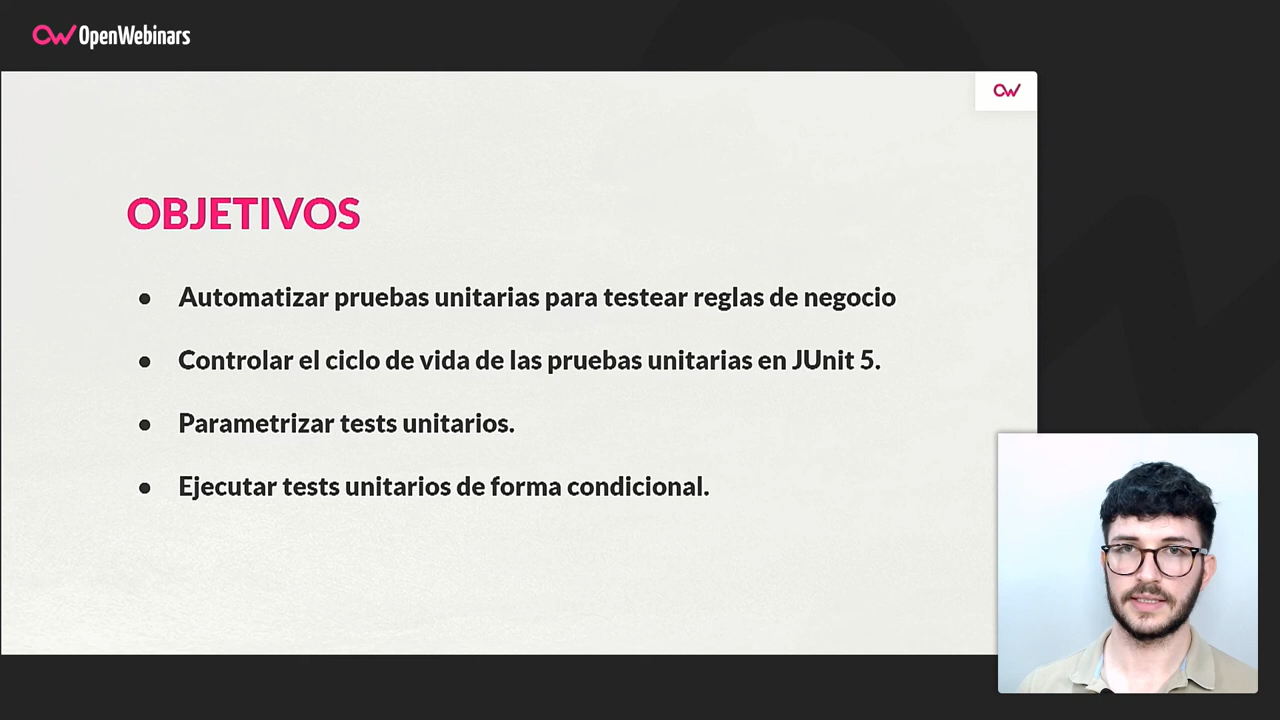 OpenWebinars
OBJETIVOS
● Automatizar pruebas unitarias para testear reglas de negocio
● Controlar el ciclo de vida de las pruebas unitarias en JUnit 5.
● Parametrizar tests unitarios.
● Ejecutar tests unitarios de forma condicional.